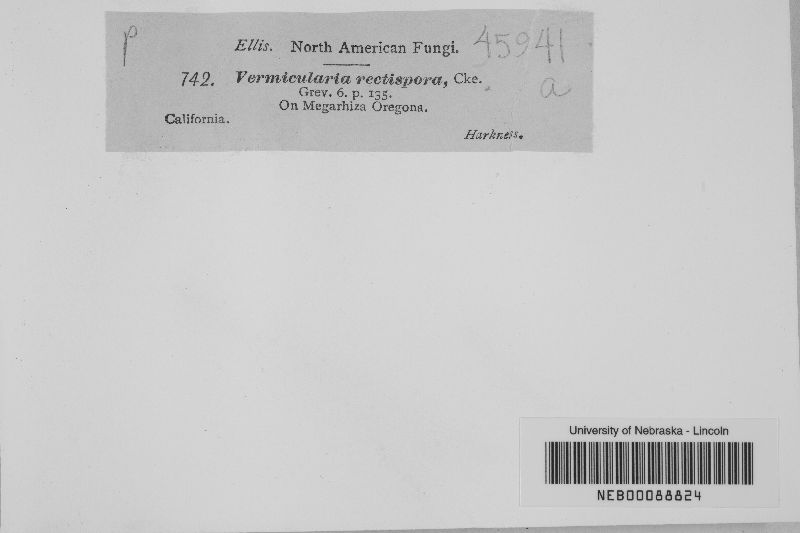 p
Ellis. North American Fungi. 45941
742. Vermicularia rectispora, Cke. a
Grev. 6. p. 135.
On Megarhiza Oregona.
California.
Harkness.
University of Nebraska - Lincoln
NEB00088824